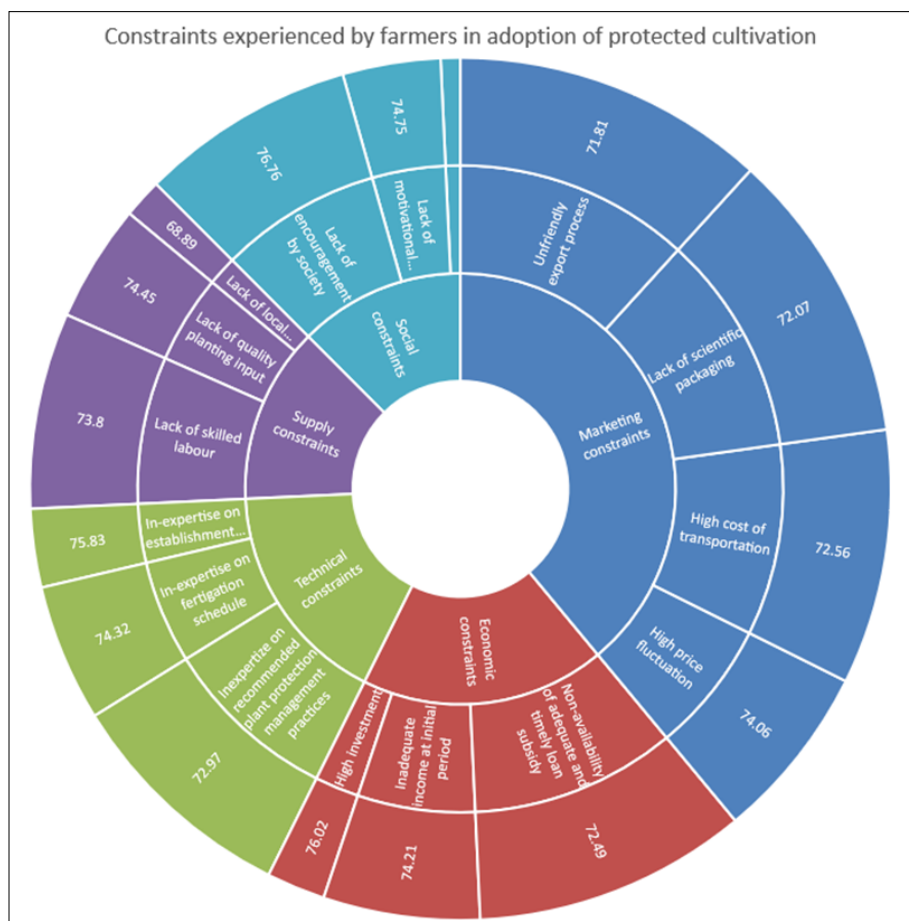 Constraints experienced by farmers in adoption of protected cultivation
71.81
Unfriendly
export process
72.07
Lack of scientific
packaging
Marketing
constraints
72.56
High cost of
transportation
74.06
High price
fluctuation
Economic
constraints
72.49
Non-availability
of adequate and
timely loan
subsidy
74.21
Inadequate
income at initial
period
76.02
High investment
Technical
constraints
72.97
Inexpertize on
recommended
plant protection
management
practices
74.32
In-expertise on
fertigation
schedule
75.83
In-expertise on
establishment...
Supply
constraints
73.8
Lack of skilled
labour
74.45
Lack of quality
planting input
68.89
Lack of local...
Social
constraints
76.76
Lack of
encouragement
by society
74.75
Lack of
motivational...